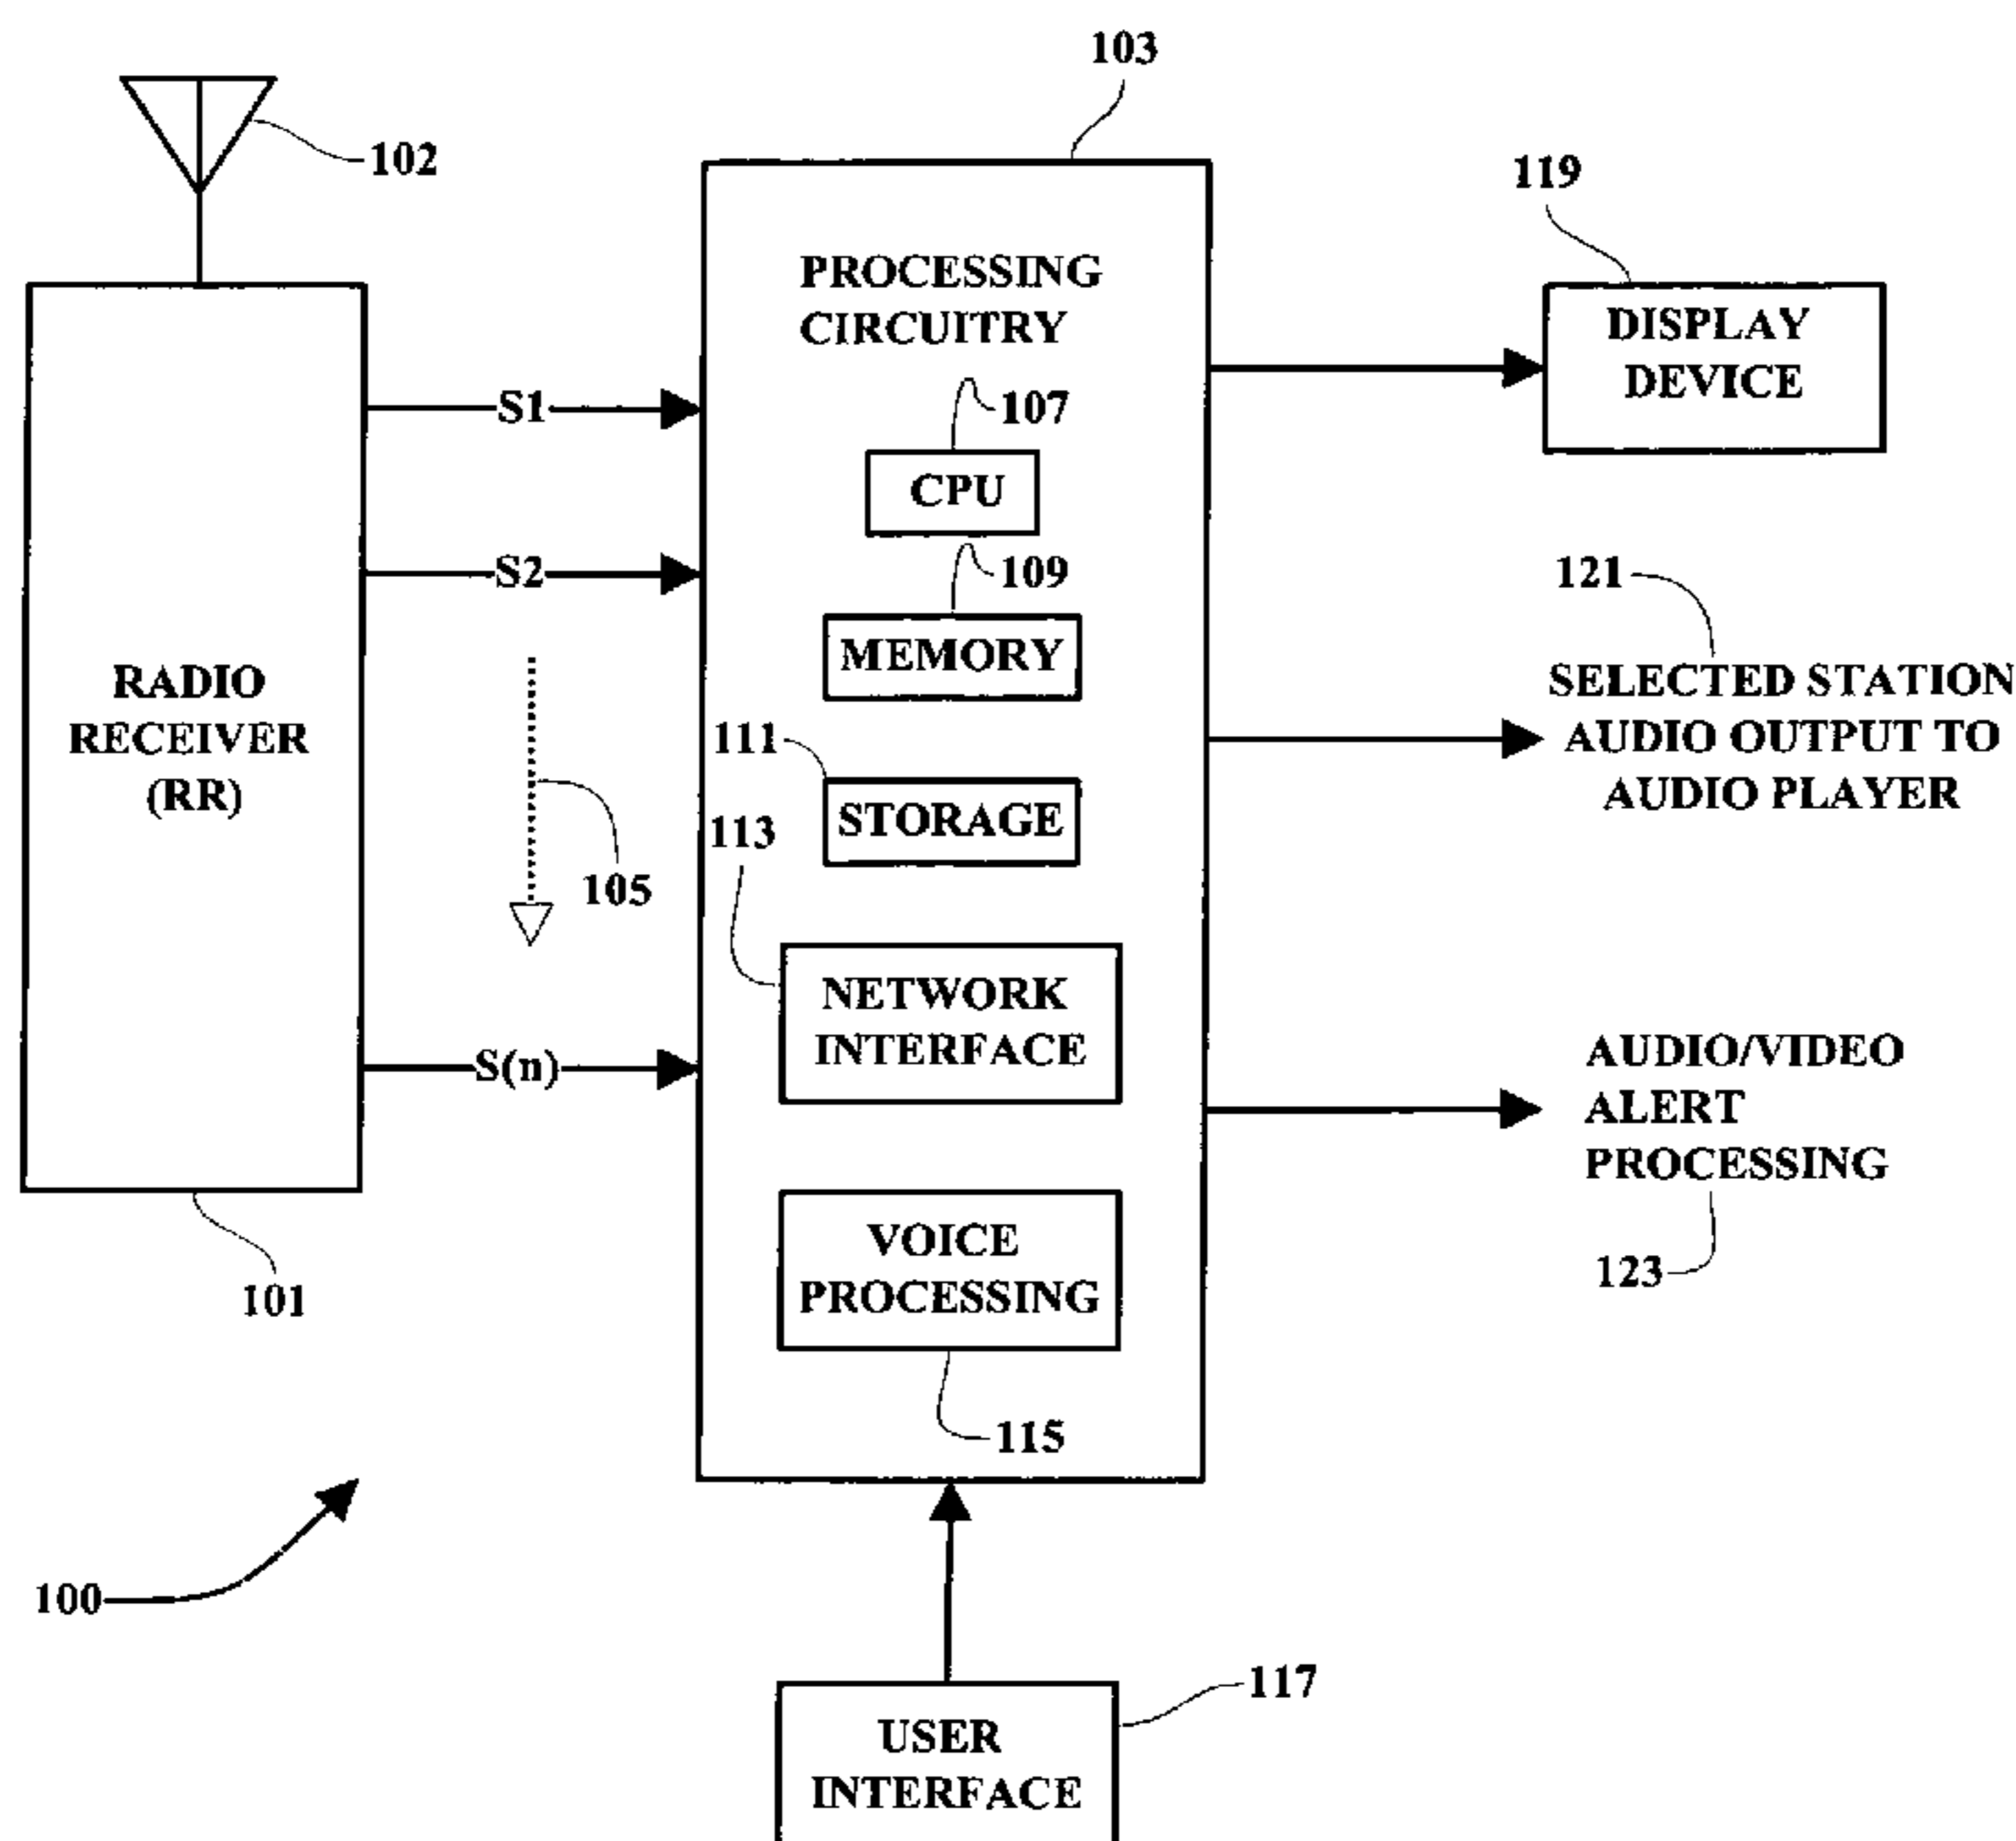 103
102
119
PROCESSING
CIRCUITRY
DISPLAY
DEVICE
107
S1
CPU
109
S2
121
MEMORY
RADIO
RECEIVER
(RR)
SELECTED STATION
AUDIO OUTPUT TO
AUDIO PLAYER
111
STORAGE
113
105
NETWORK
INTERFACE
S(n)
AUDIO/VIDEO
ALERT
PROCESSING
VOICE
PROCESSING
123
101
115
100
117
USER
INTERFACE